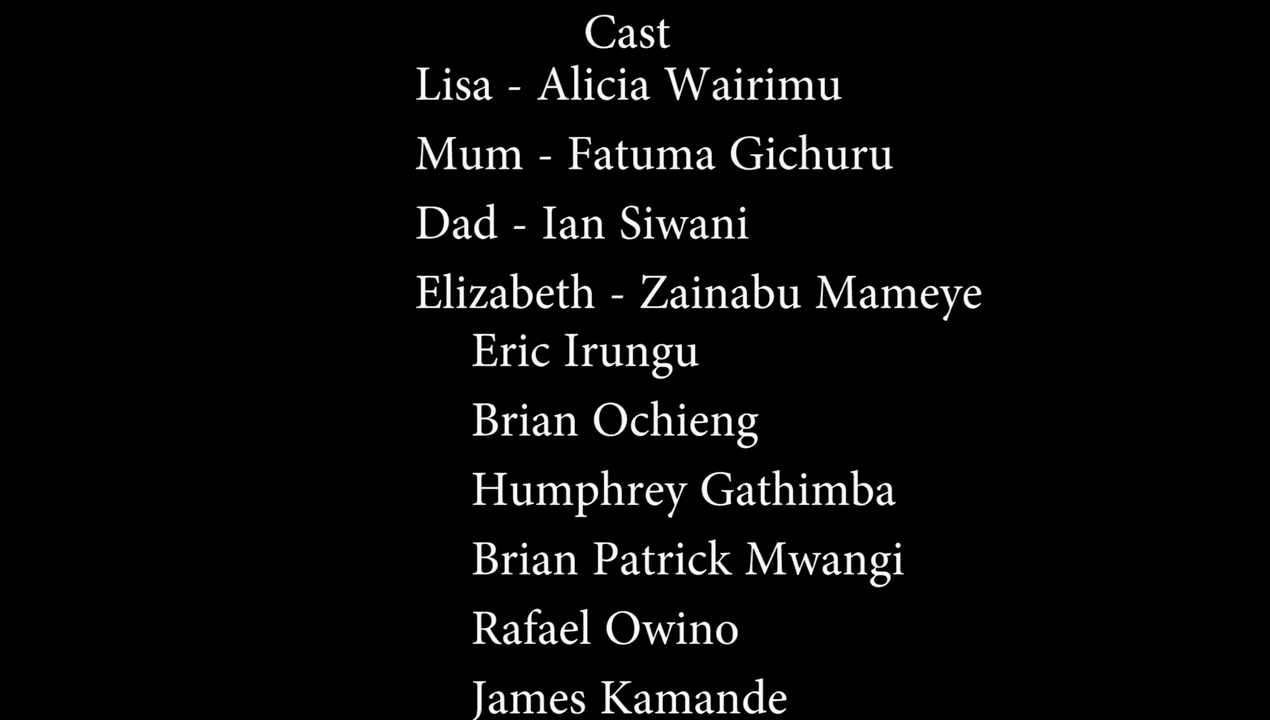 Cast
Lisa - Alicia Wairimu
Mum - Fatuma Gichuru
Dad - Ian Siwani
Elizabeth - Zainabu Mameye
Eric Irungu
Brian Ochieng
Humphrey Gathimba
Brian Patrick Mwangi
Rafael Owino
James Kamande